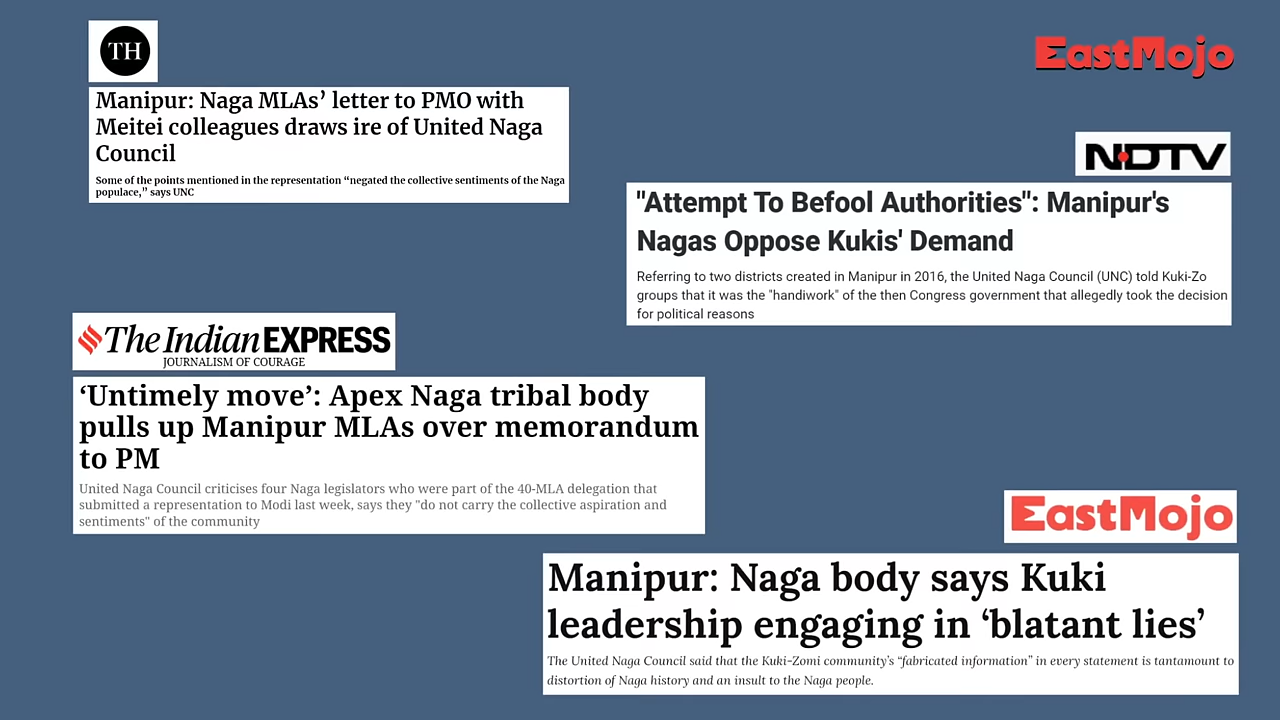 TH
Manipur: Naga MLAs’ letter to PMO with
Meitei colleagues draws ire of United Naga
Council
Some of the points mentioned in the representation “negated the collective sentiments of the Naga
populace,” says UNC
EastMojo
NDTV
"Attempt To Befool Authorities": Manipur's
Nagas Oppose Kukis' Demand
Referring to two districts created in Manipur in 2016, the United Naga Council (UNC) told Kuki-Zo
groups that it was the "handiwork" of the then Congress government that allegedly took the decision
for political reasons
The Indian EXPRESS
JOURNALISM OF COURAGE
‘Untimely move’: Apex Naga tribal body
pulls up Manipur MLAs over memorandum
to PM
United Naga Council criticises four Naga legislators who were part of the 40-MLA delegation that
submitted a representation to Modi last week, says they "do not carry the collective aspiration and
sentiments" of the community
EastMojo
Manipur: Naga body says Kuki
leadership engaging in ‘blatant lies’
The United Naga Council said that the Kuki-Zomi community’s “fabricated information” in every statement is tantamount to
distortion of Naga history and an insult to the Naga people.